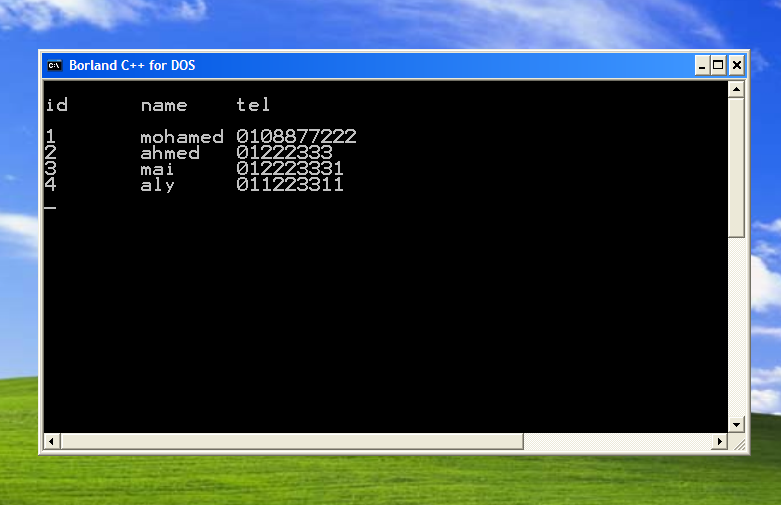 Borland C++ for DOS
id name tel
1 mohamed 0108877222
2 ahmed 01222333
3 mai 012223331
4 aly 011223311